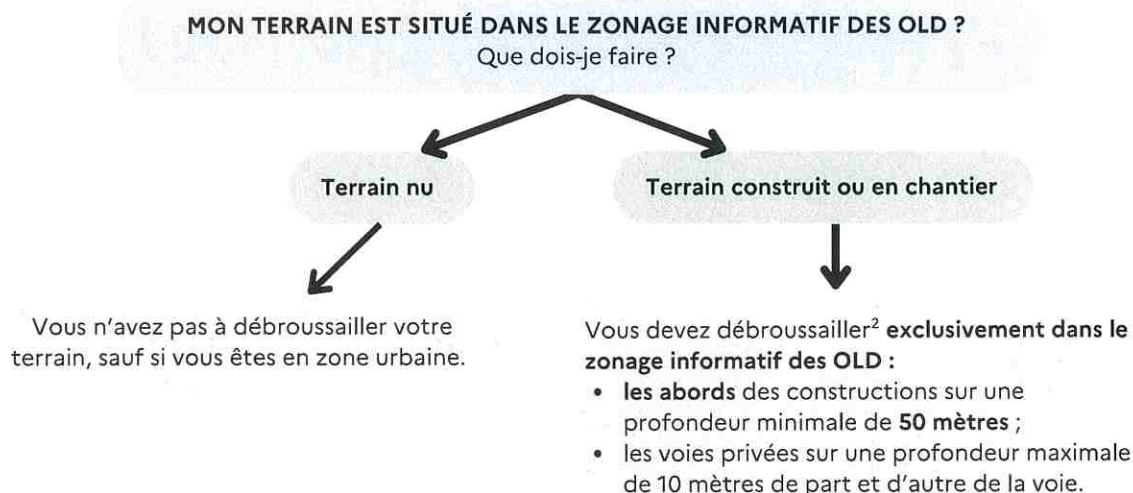 MON TERRAIN EST SITUÉ DANS LE ZONAGE INFORMATIF DES OLD ?
Que dois-je faire ?
Terrain nu
Terrain construit ou en chantier
Vous n'avez pas à débroussailler votre
terrain, sauf si vous êtes en zone urbaine.
Vous devez débroussailler² exclusivement dans le
zonage informatif des OLD :
• les abords des constructions sur une
profondeur minimale de 50 mètres ;
• les voies privées sur une profondeur maximale
de 10 mètres de part et d'autre de la voie.